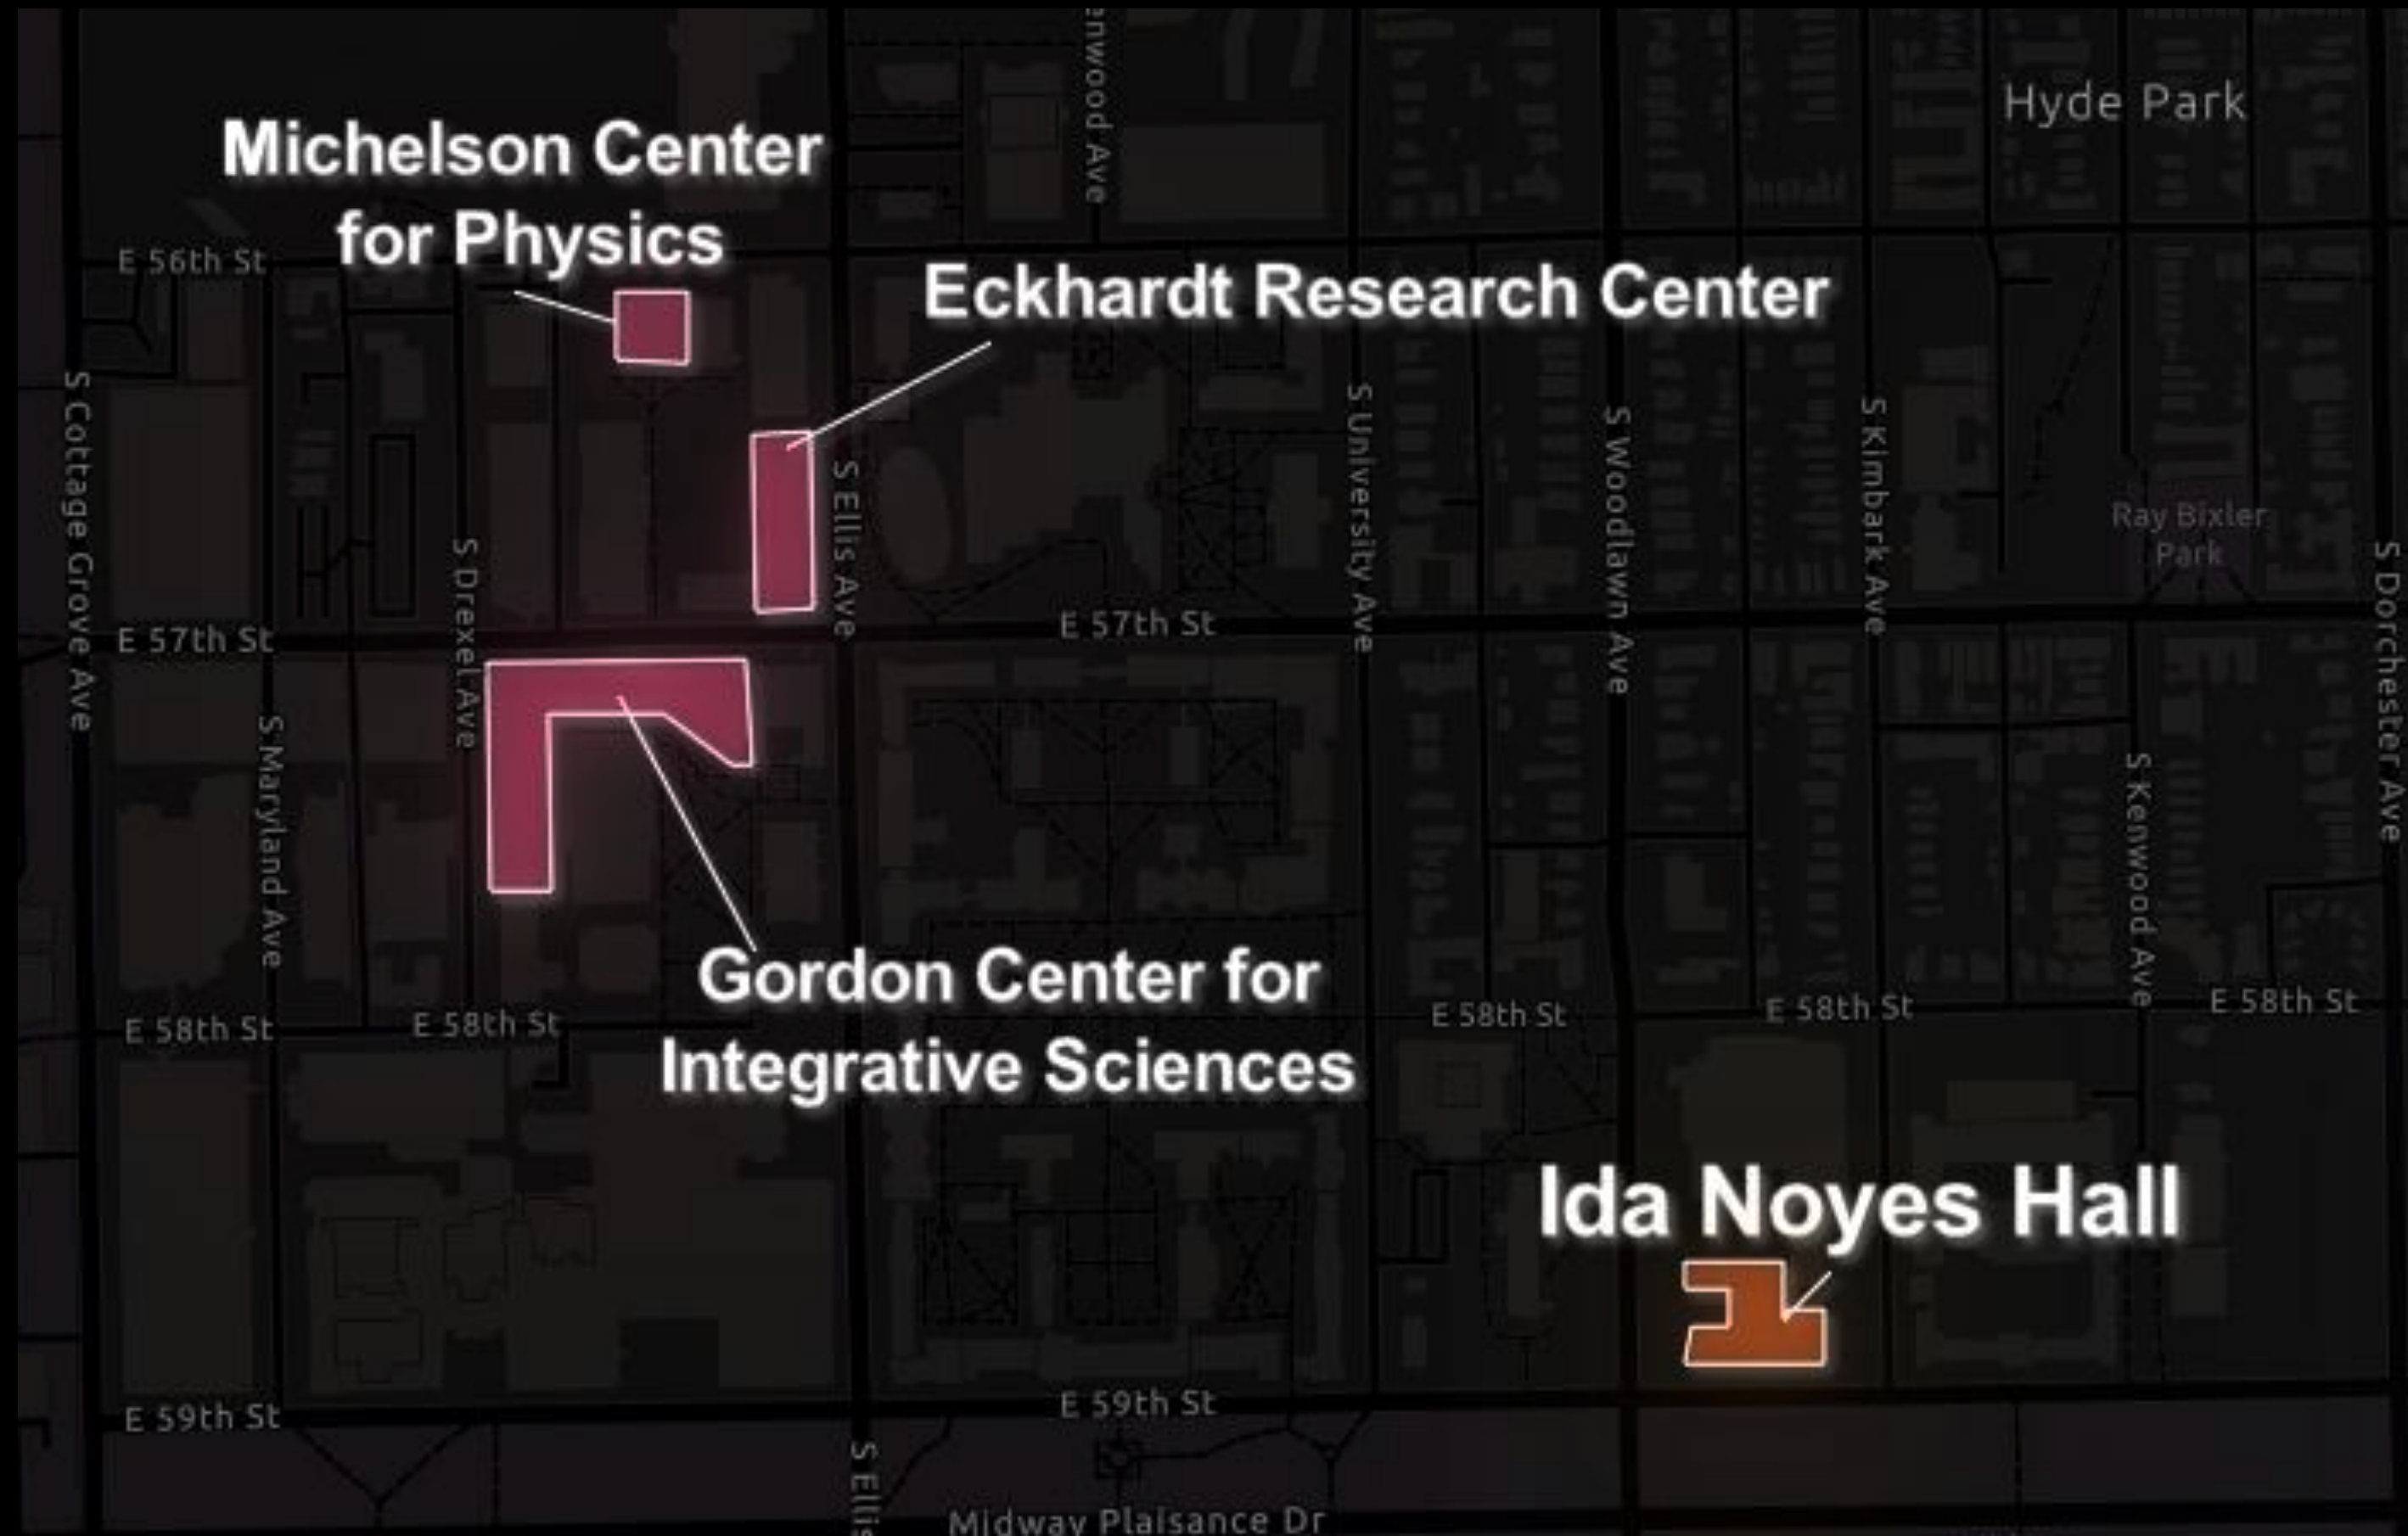 enwood Ave
Hyde Park
Michelson Center
for Physics
E 56th St
Eckhardt Research Center
S Cottage Grove Ave
S Drexel Ave
S Ellis Ave
S University Ave
S Woodlawn Ave
S Kimbark Ave
Ray Bixler
Park
S Dorchester Ave
E 57th St
E 57th St
S Maryland Ave
S Kenwood Ave
Gordon Center for
Integrative Sciences
E 58th St
E 58th St
E 58th St
E 58th St
E 58th St
Ida Noyes Hall
E 59th St
E 59th St
S Ellis
Midway Plaisance Dr